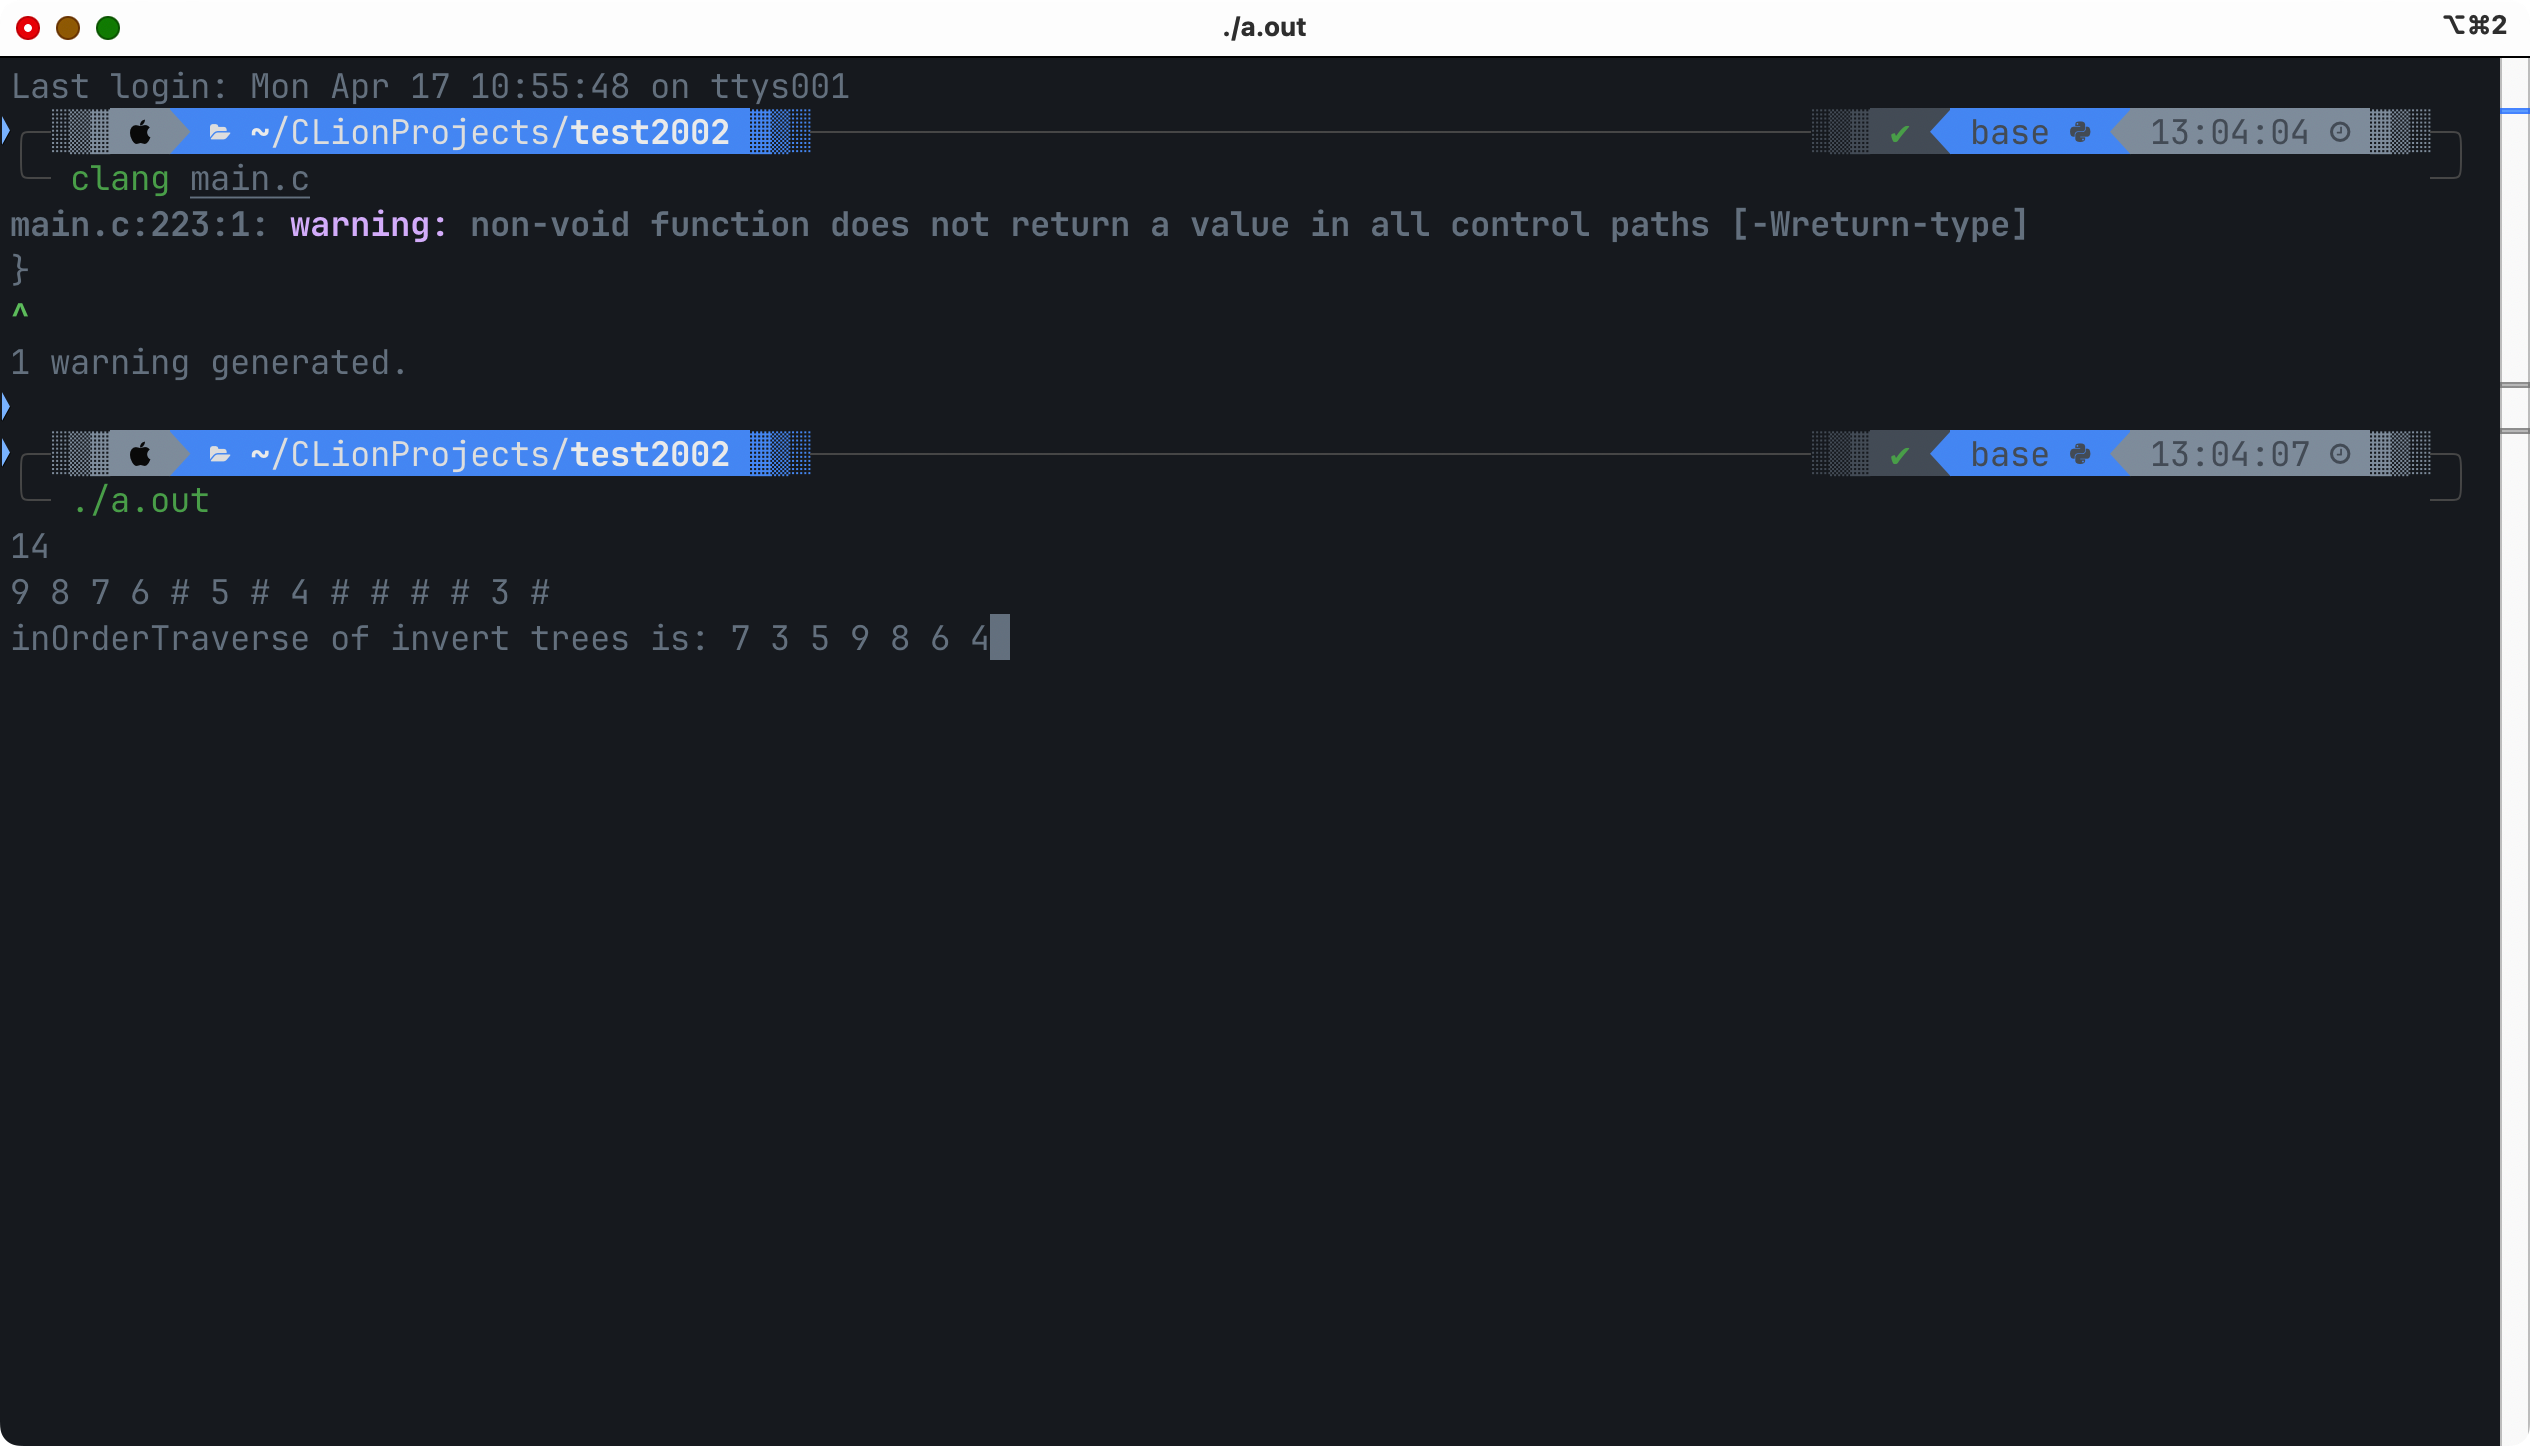 ./a.out ⌥⌘2
Last login: Mon Apr 17 10:55:48 on ttys001
~/CLionProjects/test2002 ✔ base 13:04:04
clang main.c
main.c:223:1: warning: non-void function does not return a value in all control paths [-Wreturn-type]
}
^
1 warning generated.
~/CLionProjects/test2002 ✔ base 13:04:07
./a.out
14
9 8 7 6 # 5 # 4 # # # # 3 #
inOrderTraverse of invert trees is: 7 3 5 9 8 6 4